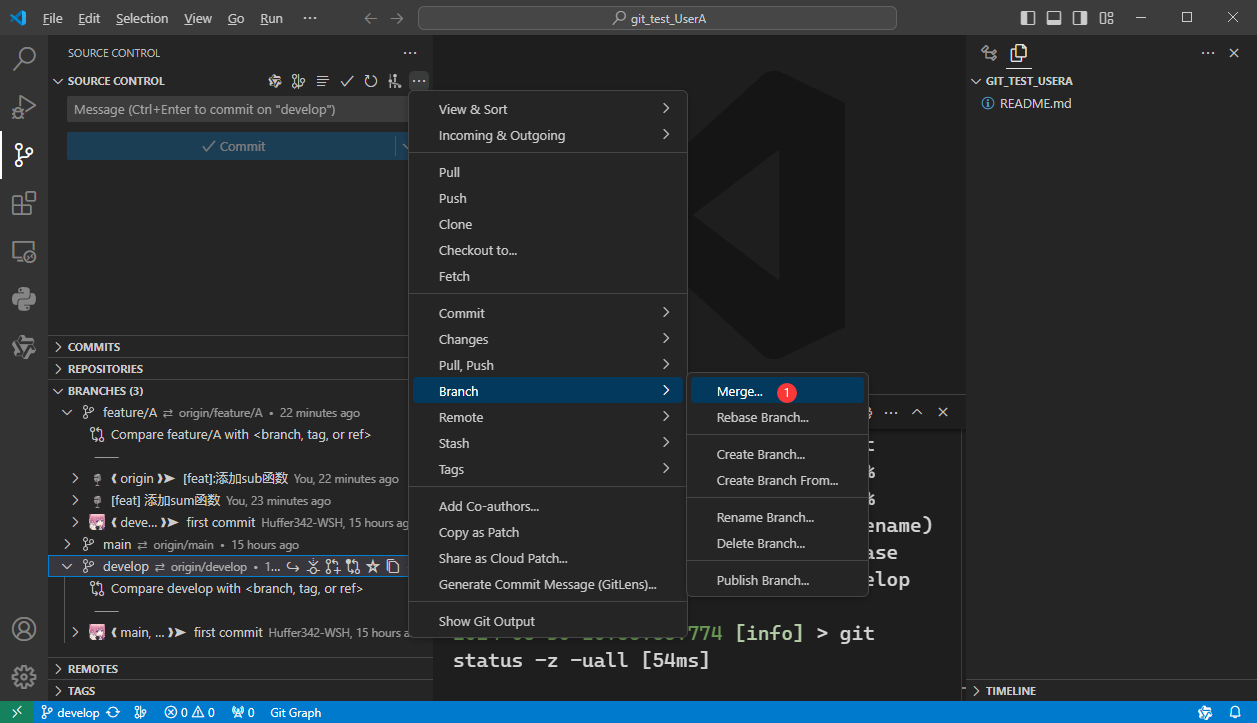 File Edit Selection View Go Run ··· git_test_UserA
SOURCE CONTROL ···
SOURCE CONTROL ···
Message (Ctrl+Enter to commit on "develop")
Commit
COMMITS
REPOSITORIES
BRANCHES (3)
feature/A ⇄ origin/feature/A • 22 minutes ago
Compare feature/A with <branch, tag, or ref>
❰ origin ❱➤ [feat]:添加sub函数 You, 22 minutes ago
[feat] 添加sum函数 You, 23 minutes ago
❰ deve... ❱➤ first commit Huffer342-WSH, 15 hours ag
main ⇄ origin/main • 15 hours ago
develop ⇄ origin/develop • 1...
Compare develop with <branch, tag, or ref>
❰ main, ... ❱➤ first commit Huffer342-WSH, 15 hours a
REMOTES
TAGS
View & Sort
Incoming & Outgoing
Pull
Push
Clone
Checkout to...
Fetch
Commit
Changes
Pull, Push
Branch
Remote
Stash
Tags
Add Co-authors...
Copy as Patch
Share as Cloud Patch...
Generate Commit Message (GitLens)...
Show Git Output
Merge... 1
Rebase Branch...
Create Branch...
Create Branch From...
Rename Branch...
Delete Branch...
Publish Branch...
···
%
%
ename)
ase
elop
774 [info] > git
status -z -uall [54ms]
··· 
GIT_TEST_USERA
README.md
TIMELINE
develop 0 0 0 Git Graph